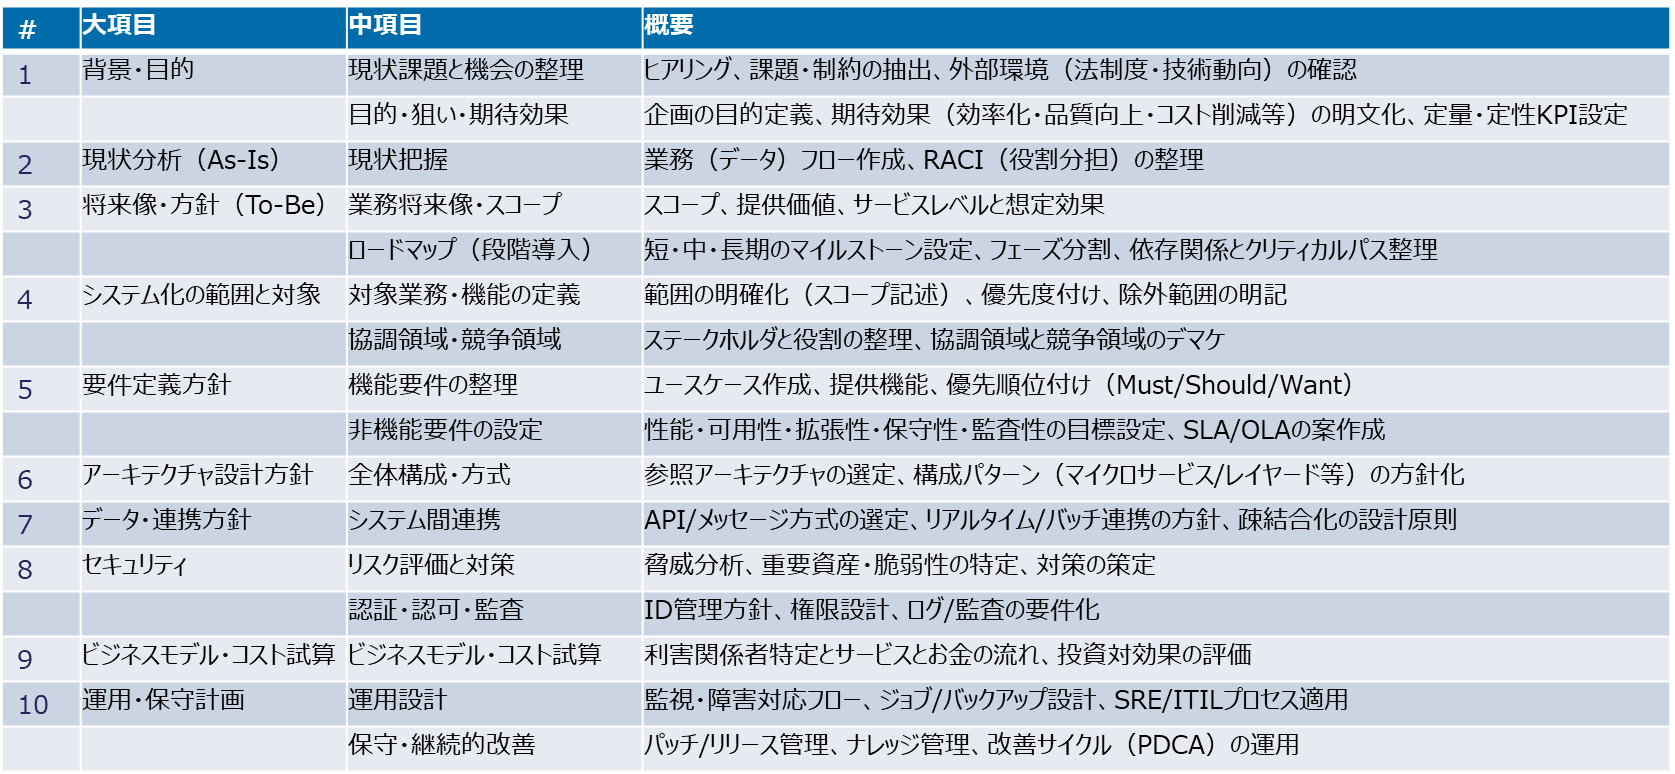 # 大項目 中項目 概要
1 背景・目的 現状課題と機会の整理 ヒアリング、課題・制約の抽出、外部環境（法制度・技術動向）の確認
目的・狙い・期待効果 企画の目的定義、期待効果（効率化・品質向上・コスト削減等）の明文化、定量・定性KPI設定
2 現状分析（As-Is） 現状把握 業務（データ）フロー作成、RACI（役割分担）の整理
3 将来像・方針（To-Be） 業務将来像・スコープ スコープ、提供価値、サービスレベルと想定効果
ロードマップ（段階導入） 短・中・長期のマイルストーン設定、フェーズ分割、依存関係とクリティカルパス整理
4 システム化の範囲と対象 対象業務・機能の定義 範囲の明確化（スコープ記述）、優先度付け、除外範囲の明記
協調領域・競争領域 ステークホルダと役割の整理、協調領域と競争領域のデマケ
5 要件定義方針 機能要件の整理 ユースケース作成、提供機能、優先順位付け（Must/Should/Want）
非機能要件の設定 性能・可用性・拡張性・保守性・監査性の目標設定、SLA/OLAの案作成
6 アーキテクチャ設計方針 全体構成・方式 参照アーキテクチャの選定、構成パターン（マイクロサービス/レイヤード等）の方針化
7 データ・連携方針 システム間連携 API/メッセージ方式の選定、リアルタイム/バッチ連携の方針、疎結合化の設計原則
8 セキュリティ リスク評価と対策 脅威分析、重要資産・脆弱性の特定、対策の策定
認証・認可・監査 ID管理方針、権限設計、ログ/監査の要件化
9 ビジネスモデル・コスト試算 ビジネスモデル・コスト試算 利害関係者特定とサービスとお金の流れ、投資対効果の評価
10 運用・保守計画 運用設計 監視・障害対応フロー、ジョブ/バックアップ設計、SRE/ITILプロセス適用
保守・継続的改善 パッチ/リリース管理、ナレッジ管理、改善サイクル（PDCA）の運用